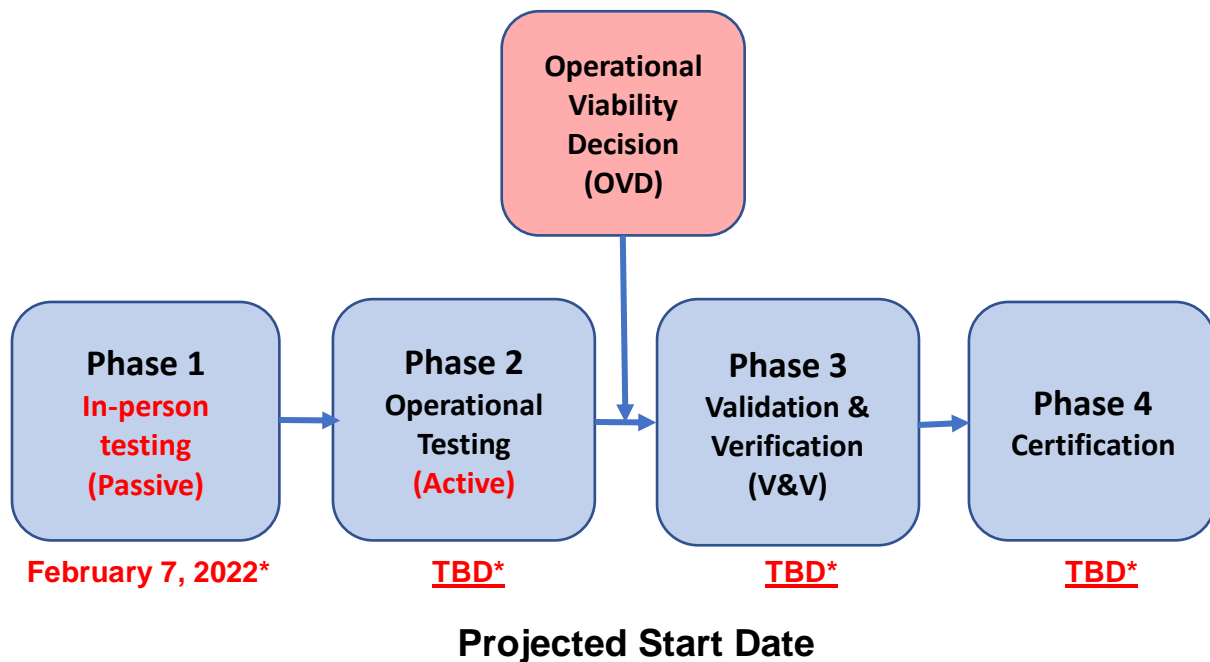 Operational
Viability
Decision
(OVD)
Phase 1
In-person
testing
(Passive)
Phase 2
Operational
Testing
(Active)
Phase 3
Validation &
Verification
(V&V)
Phase 4
Certification
February 7, 2022*
TBD*
TBD*
TBD*
Projected Start Date